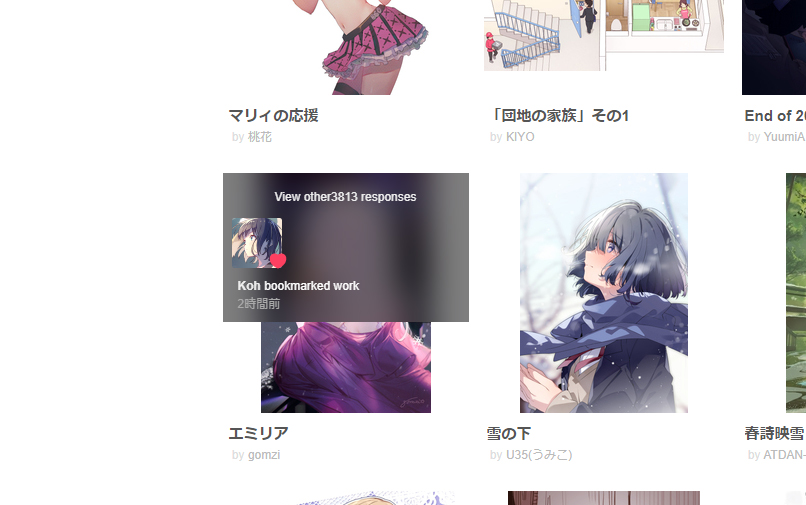 マリィの応援
by 桃花
「団地の家族」その1
by KIYO
End of 20
by YuumiA
View other3813 responses
Koh bookmarked work
2時間前
エミリア
by gomzi
雪の下
by U35(うみこ)
春詩映雪
by ATDAN-